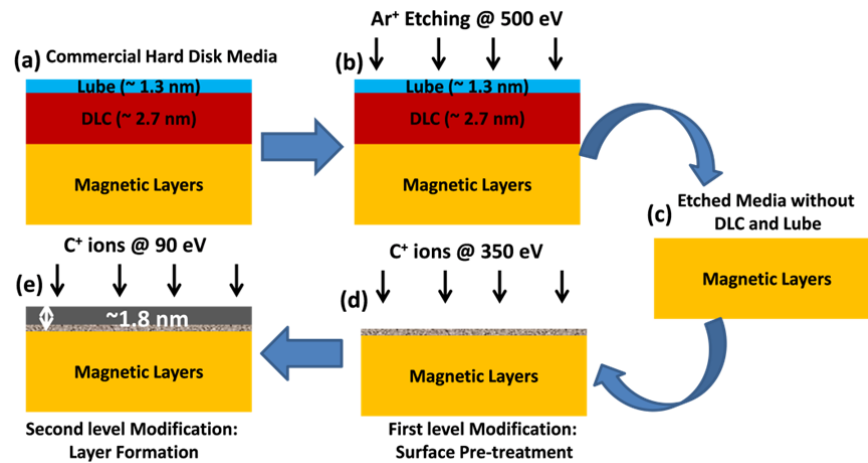 (a) Commercial Hard Disk Media
Lube (~ 1.3 nm)
DLC (~ 2.7 nm)
Magnetic Layers
Ar⁺ Etching @ 500 eV
(b)
Lube (~ 1.3 nm)
DLC (~ 2.7 nm)
Magnetic Layers
(c) Etched Media without
DLC and Lube
Magnetic Layers
C⁺ ions @ 350 eV
(d)
Magnetic Layers
First level Modification:
Surface Pre-treatment
C⁺ ions @ 90 eV
(e)
~1.8 nm
Magnetic Layers
Second level Modification:
Layer Formation